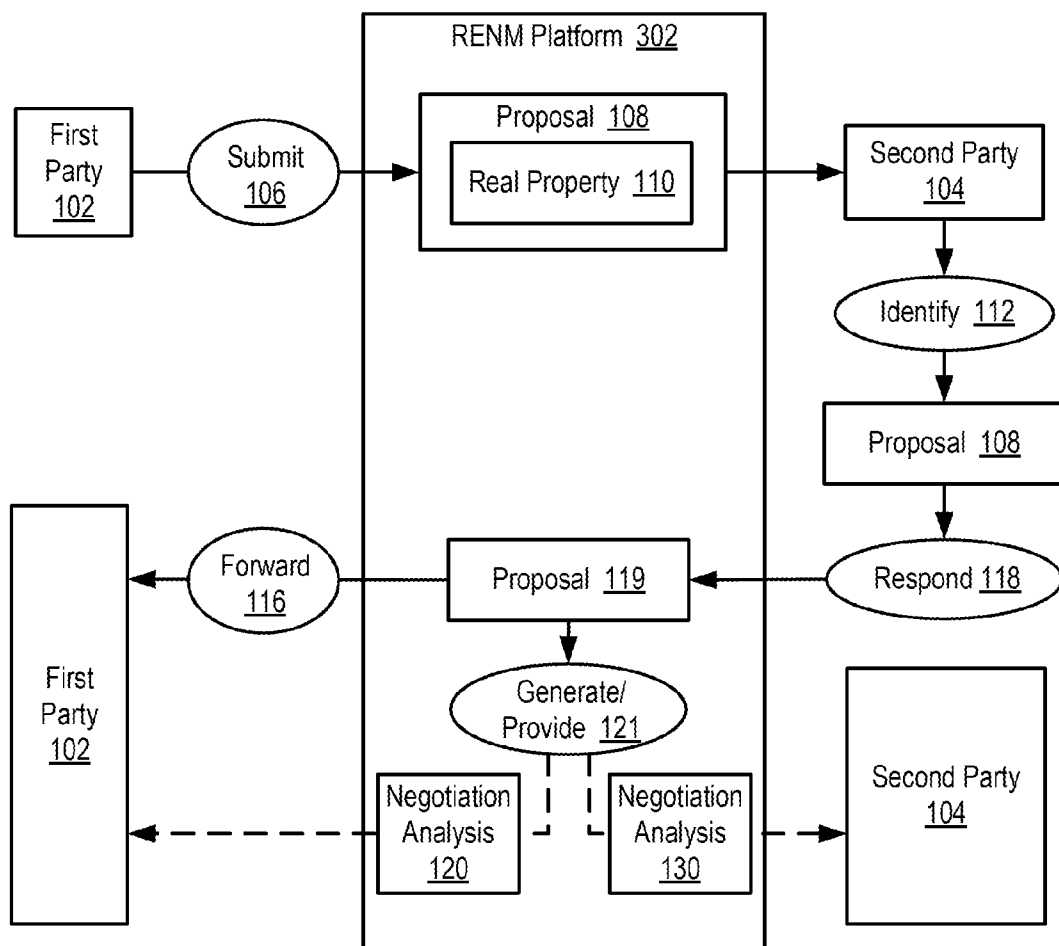 RENM Platform 302
First
Party
102
Submit
106
Proposal 108
Real Property 110
Second Party
104
Identify 112
Proposal 108
Respond 118
Proposal 119
Forward
116
First
Party
102
Generate/
Provide 121
Negotiation
Analysis
120
Negotiation
Analysis
130
Second Party
104